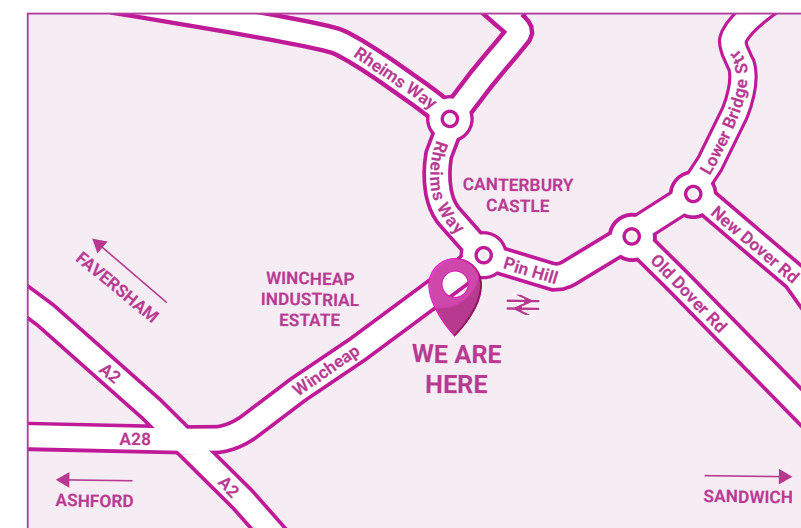 Rheims Way
Lower Bridge Str
Rheims Way
CANTERBURY
CASTLE
New Dover Rd
Pin Hill
Old Dover Rd
FAVERSHAM
WINCHEAP
INDUSTRIAL
ESTATE
WE ARE
HERE
Wincheap
A2
A28
A2
ASHFORD
SANDWICH